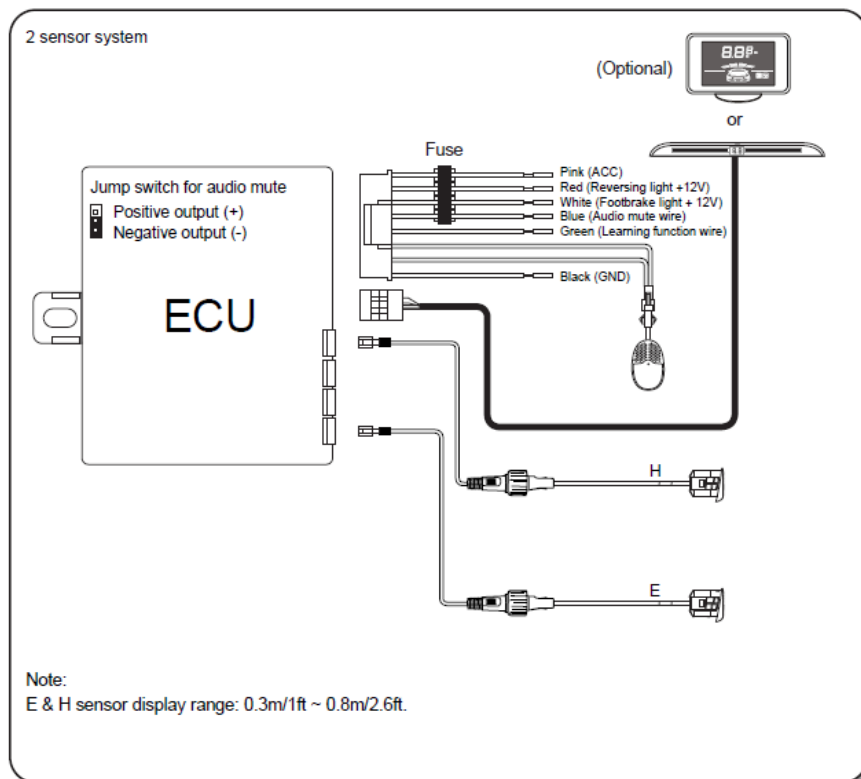 2 sensor system
(Optional)
or
Fuse
Jump switch for audio mute
Positive output (+)
Negative output (-)
Pink (ACC)
Red (Reversing light +12V)
White (Footbrake light + 12V)
Blue (Audio mute wire)
Green (Learning function wire)
Black (GND)
ECU
H
E
Note:
E & H sensor display range: 0.3m/1ft ~ 0.8m/2.6ft.